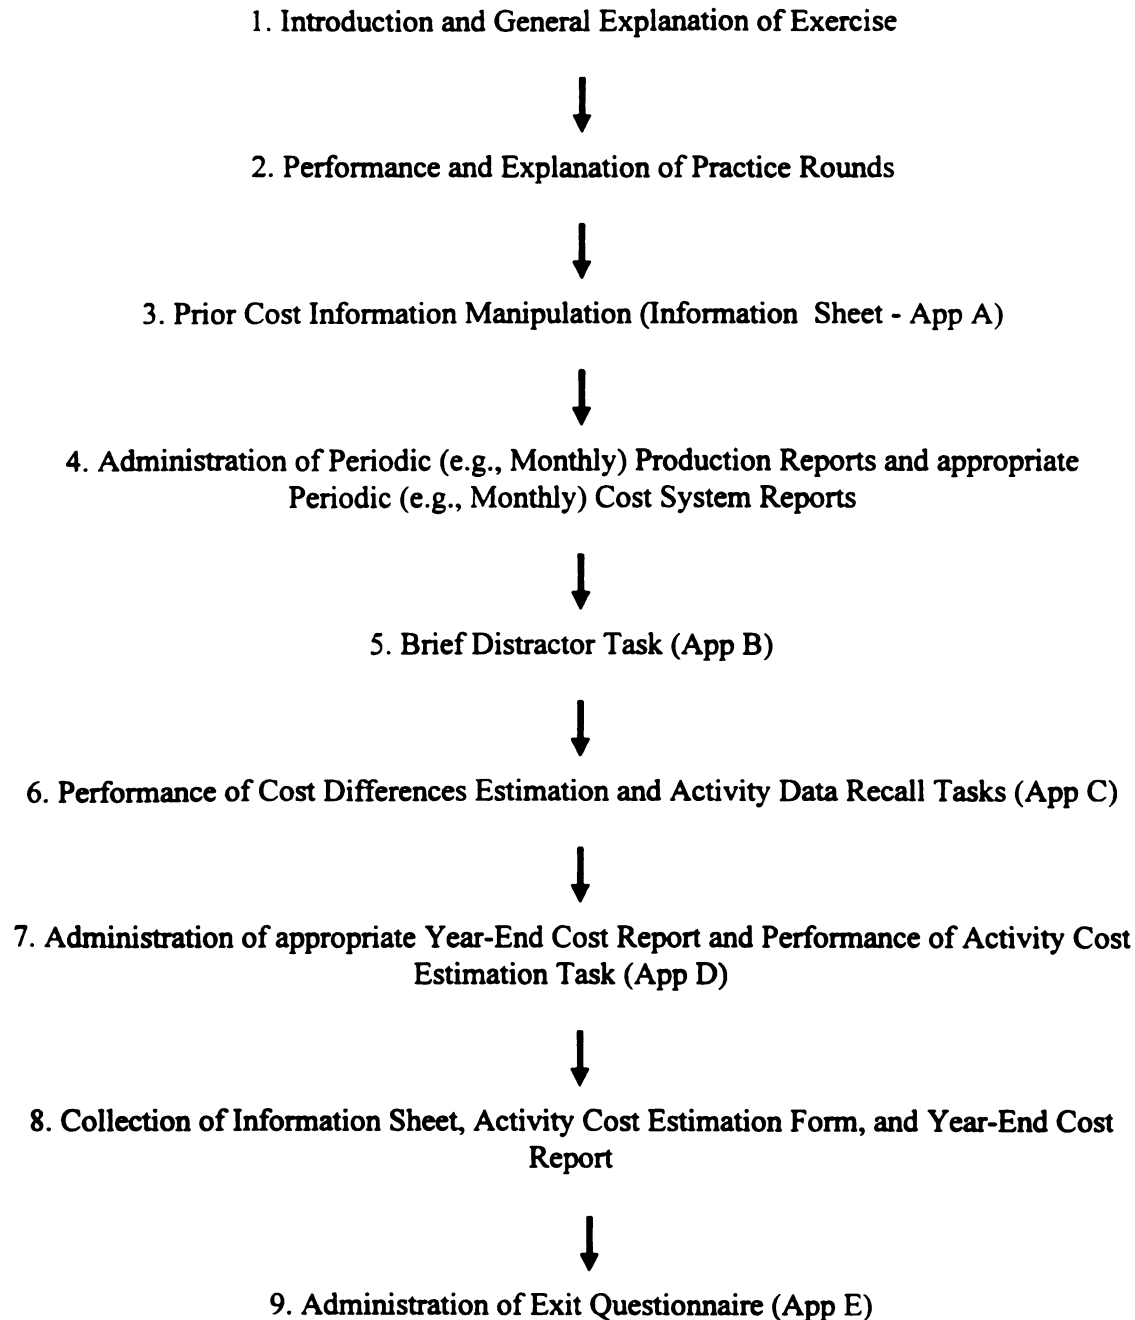 1. Introduction and General Explanation of Exercise
2. Performance and Explanation of Practice Rounds
3. Prior Cost Information Manipulation (Information Sheet - App A)
4. Administration of Periodic (e.g., Monthly) Production Reports and appropriate
Periodic (e.g., Monthly) Cost System Reports
5. Brief Distractor Task (App B)
6. Performance of Cost Differences Estimation and Activity Data Recall Tasks (App C)
7. Administration of appropriate Year-End Cost Report and Performance of Activity Cost
Estimation Task (App D)
8. Collection of Information Sheet, Activity Cost Estimation Form, and Year-End Cost
Report
9. Administration of Exit Questionnaire (App E)